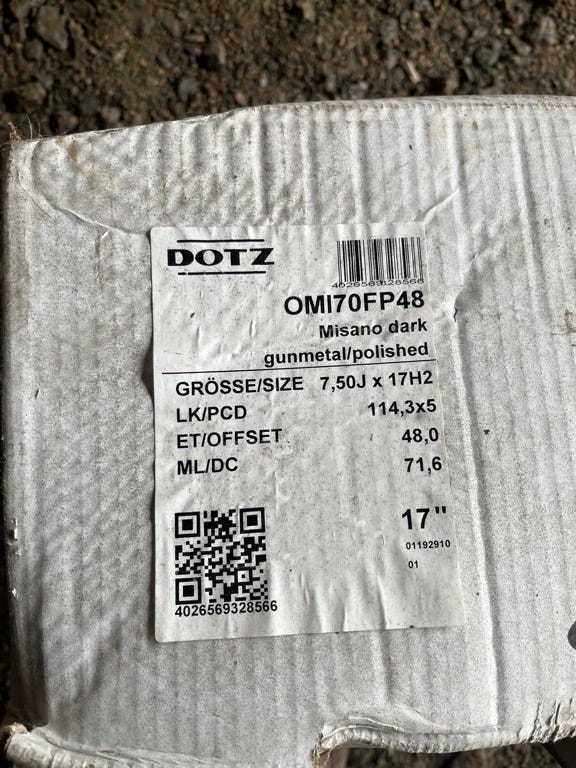 DOTZ
4026569328566
OMI70FP48
Misano dark
gunmetal/polished
GRÖSSE/SIZE 7,50J x 17H2
LK/PCD 114,3x5
ET/OFFSET 48,0
ML/DC 71,6
17"
01192910
01
4026569328566